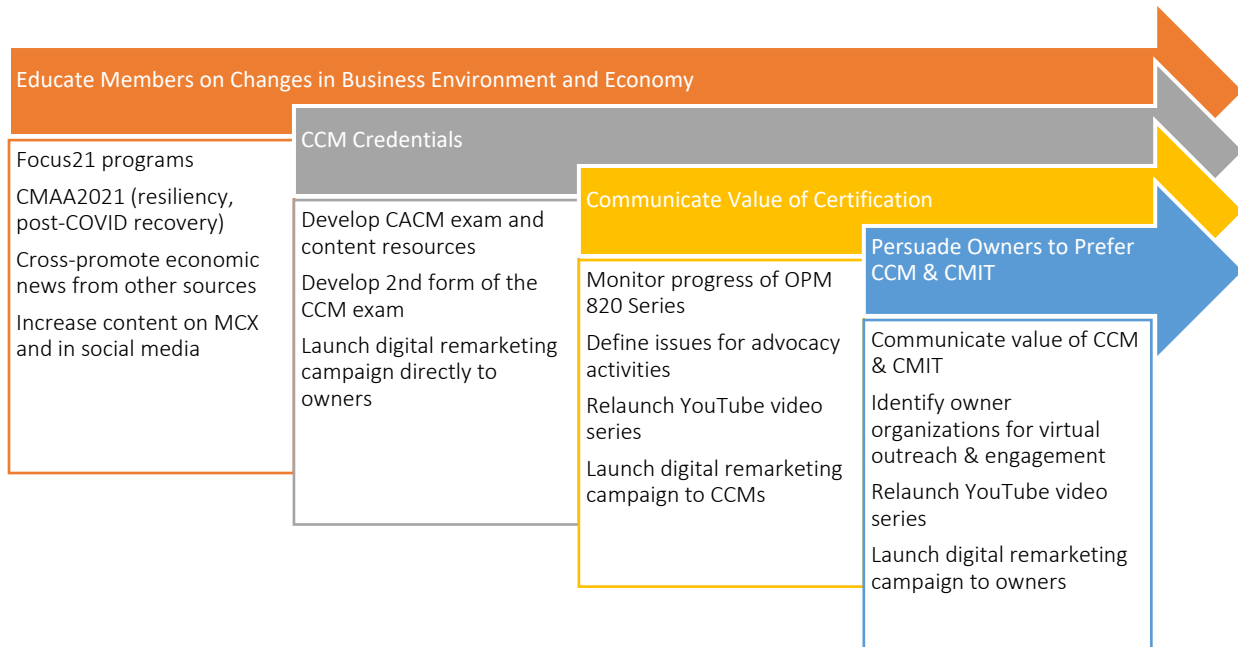 Educate Members on Changes in Business Environment and Economy
Focus21 programs
CMAA2021 (resiliency,
post-COVID recovery)
Cross-promote economic
news from other sources
Increase content on MCX
and in social media
CCM Credentials
Develop CACM exam and
content resources
Develop 2nd form of the
CCM exam
Launch digital remarketing
campaign directly to
owners
Communicate Value of Certification
Monitor progress of OPM
820 Series
Define issues for advocacy
activities
Relaunch YouTube video
series
Launch digital remarketing
campaign to CCMs
Persuade Owners to Prefer
CCM & CMIT
Communicate value of CCM
& CMIT
Identify owner
organizations for virtual
outreach & engagement
Relaunch YouTube video
series
Launch digital remarketing
campaign to owners